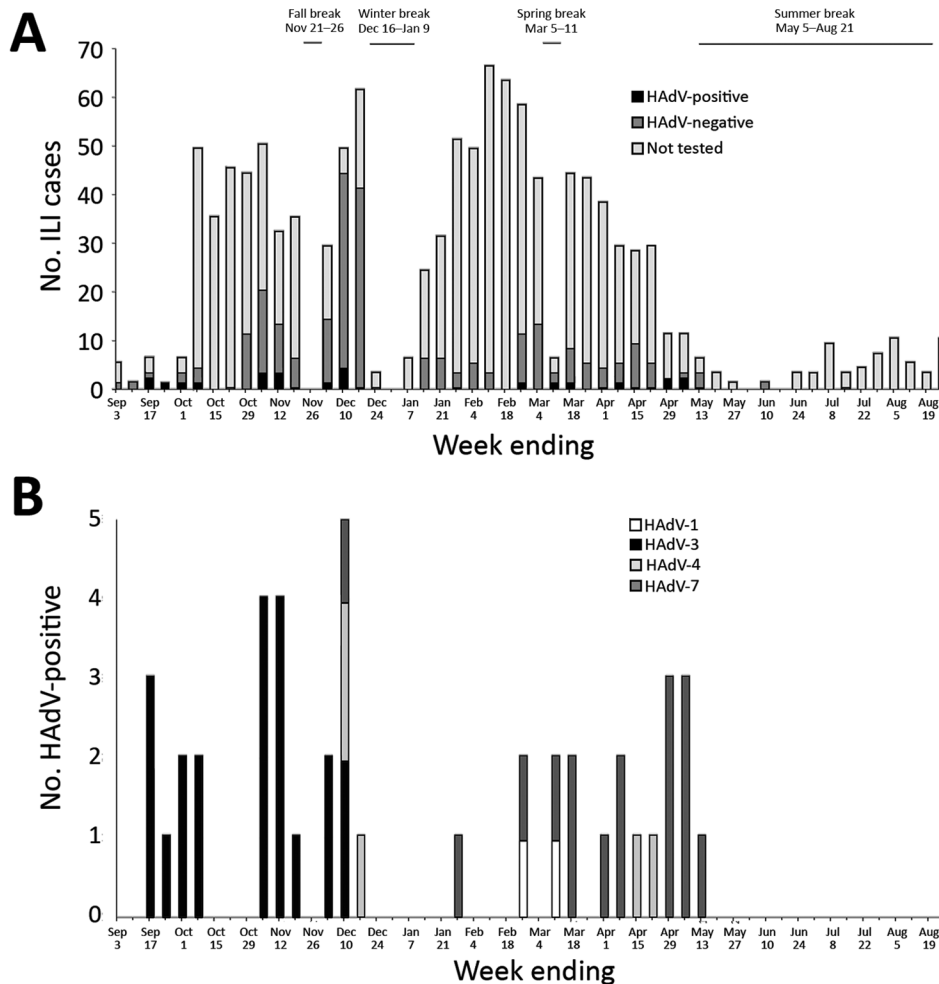 A
Fall break
Nov 21–26
Winter break
Dec 16–Jan 9
Spring break
Mar 5–11
Summer break
May 5–Aug 21
70
60
50
40
30
20
10
0
No. ILI cases
HAdV-positive
HAdV-negative
Not tested
Sep Sep Oct Oct Oct Nov Nov Dec Dec Jan Jan Feb Feb Mar Mar Apr Apr Apr May May Jun Jun Jul Jul Aug Aug
3 17 1 15 29 12 26 10 24 7 21 4 18 4 18 1 15 29 13 27 10 24 8 22 5 19
Week ending
B
5
4
3
2
1
0
No. HAdV-positive
HAdV-1
HAdV-3
HAdV-4
HAdV-7
Sep Sep Oct Oct Oct Nov Nov Dec Dec Jan Jan Feb Feb Mar Mar Apr Apr Apr May May Jun Jun Jul Jul Aug Aug
3 17 1 15 29 12 26 10 24 7 21 4 18 4 18 1 15 29 13 27 10 24 8 22 5 19
Week ending